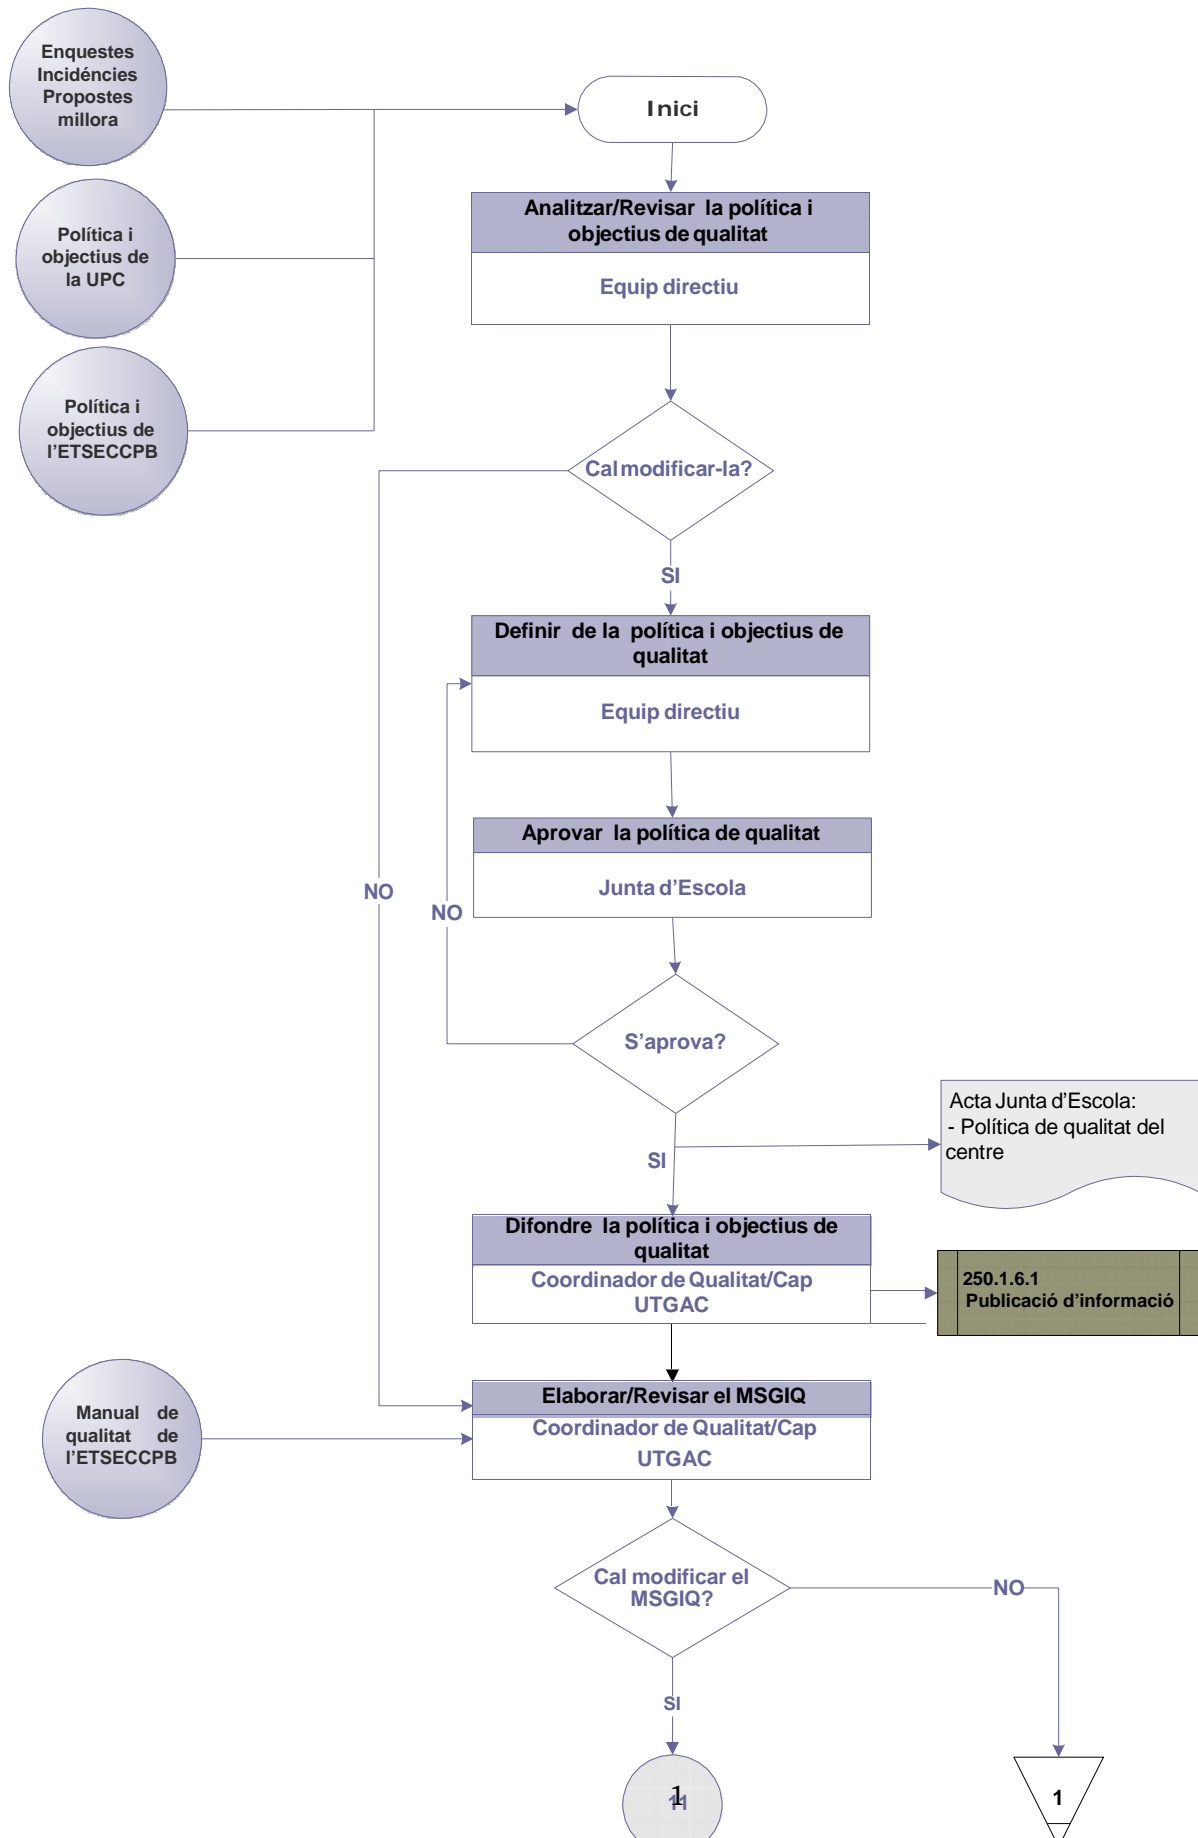 Enquestes
Incidéncies
Propostes
millora
Inici
Analitzar/Revisar la política i
objectius de qualitat
Equip directiu
Política i
objectius de
la UPC
Política i
objectius de
l'ETSECCPB
Cal modificar-la?
SI
Definir de la política i objectius de
qualitat
Equip directiu
Aprovar la política de qualitat
Junta d'Escola
NO
NO
S'aprova?
Acta Junta d'Escola:
- Política de qualitat del
centre
SI
Difondre la política i objectius de
qualitat
Coordinador de Qualitat/Cap
UTGAC
250.1.6.1
Publicació d'informació
Elaborar/Revisar el MSGIQ
Coordinador de Qualitat/Cap
UTGAC
Manual de
qualitat de
l'ETSECCPB
Cal modificar el
MSGIQ?
NO
SI
1
1